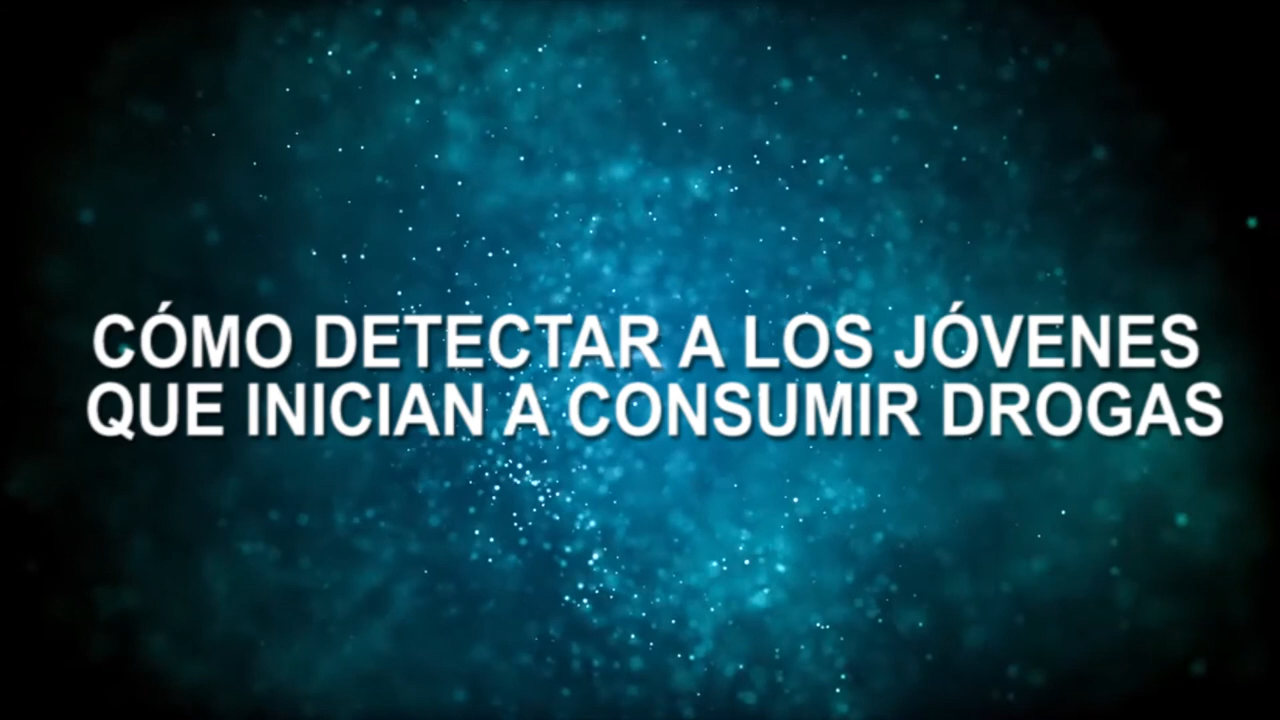 CÓMO DETECTAR A LOS JÓVENES
QUE INICIAN A CONSUMIR DROGAS